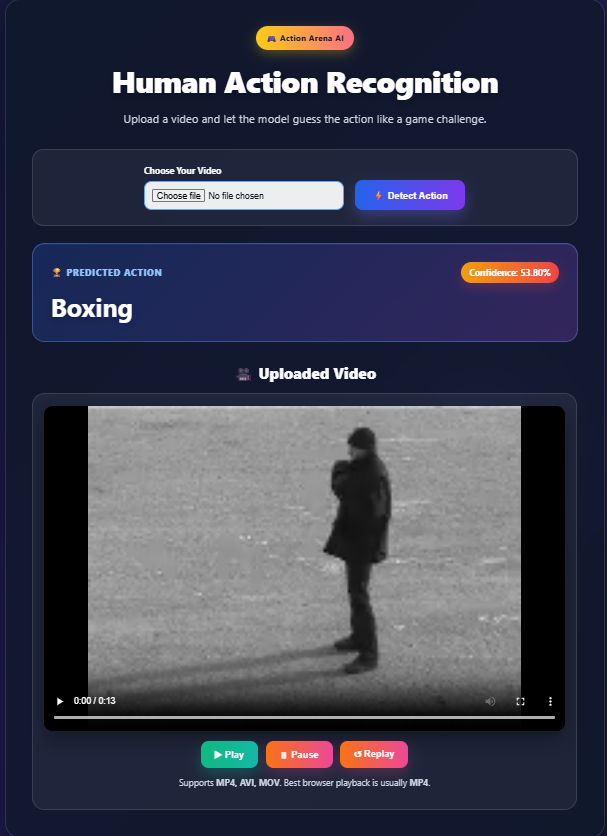 Action Arena AI
Human Action Recognition
Upload a video and let the model guess the action like a game challenge.
Choose Your Video
Choose file No file chosen
Detect Action
PREDICTED ACTION
Confidence: 53.80%
Boxing
Uploaded Video
0:00 / 0:13
Play
Pause
Replay
Supports MP4, AVI, MOV. Best browser playback is usually MP4.